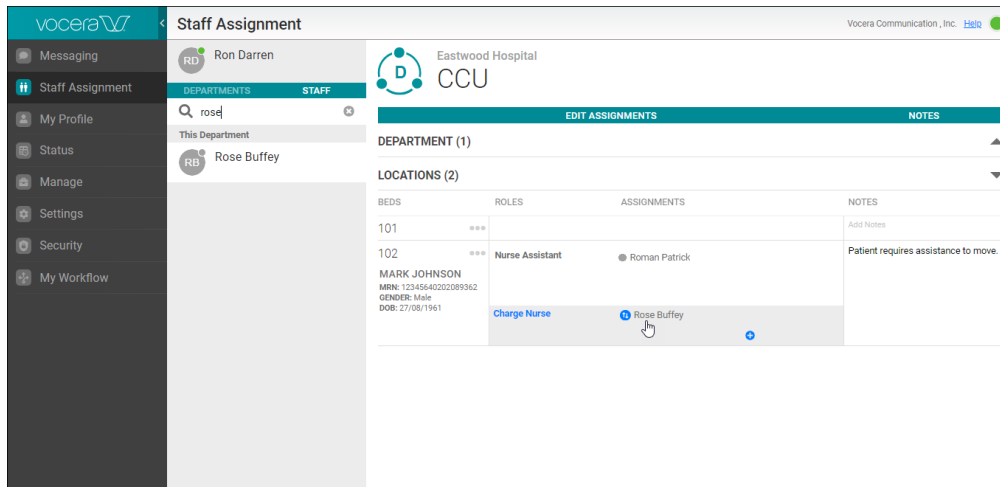 vocera
Staff Assignment
Vocera Communication , Inc. Help
Messaging
Staff Assignment
My Profile
Status
Manage
Settings
Security
My Workflow
RD
Ron Darren
DEPARTMENTS STAFF
rose
This Department
RB
Rose Buffey
D
Eastwood Hospital
CCU
EDIT ASSIGNMENTS NOTES
DEPARTMENT (1)
LOCATIONS (2)
BEDS ROLES ASSIGNMENTS NOTES
101 Add Notes
102 Nurse Assistant Roman Patrick Patient requires assistance to move.
MARK JOHNSON
MRN: 12345640202089362
GENDER: Male
DOB: 27/08/1961
Charge Nurse Rose Buffey